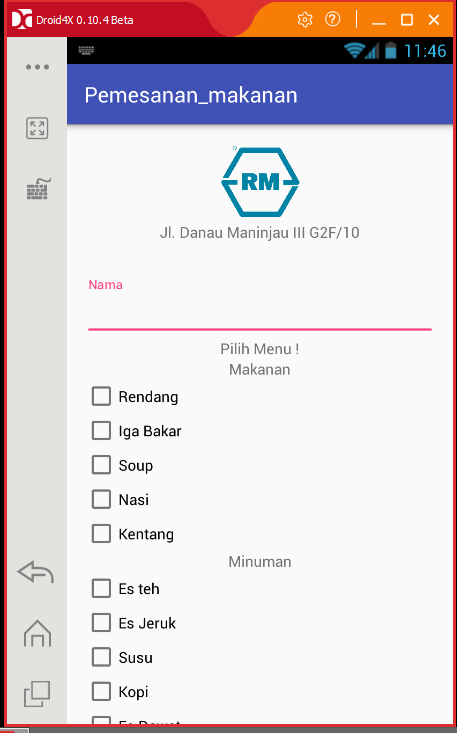 Droid4X 0.10.4 Beta
11:46
Pemesanan_makanan
RM
Jl. Danau Maninjau III G2F/10
Nama
Pilih Menu !
Makanan
Rendang
Iga Bakar
Soup
Nasi
Kentang
Minuman
Es teh
Es Jeruk
Susu
Kopi